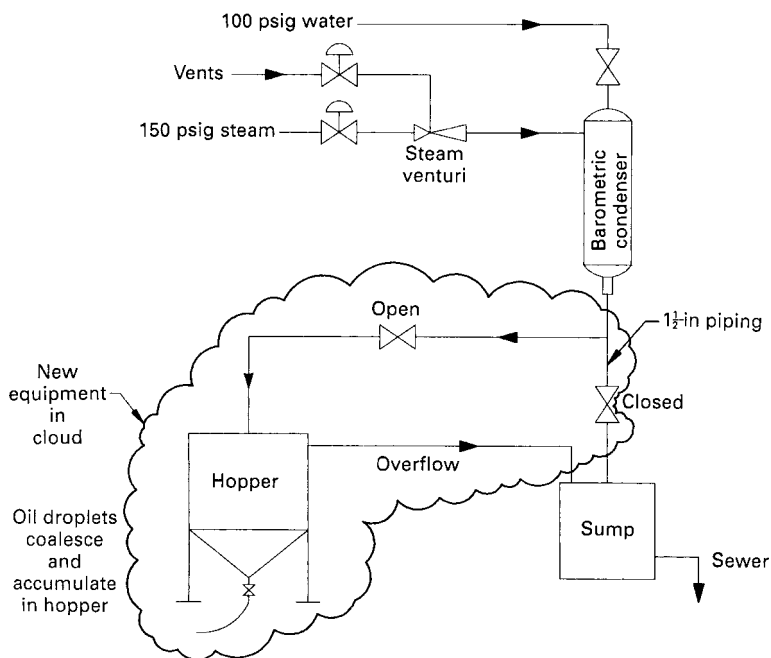 100 psig water
Vents
150 psig steam
Steam
venturi
Barometric
condenser
Open
1½-in piping
New
equipment
in
cloud
Closed
Hopper
Overflow
Oil droplets
coalesce
and
accumulate
in hopper
Sump
Sewer